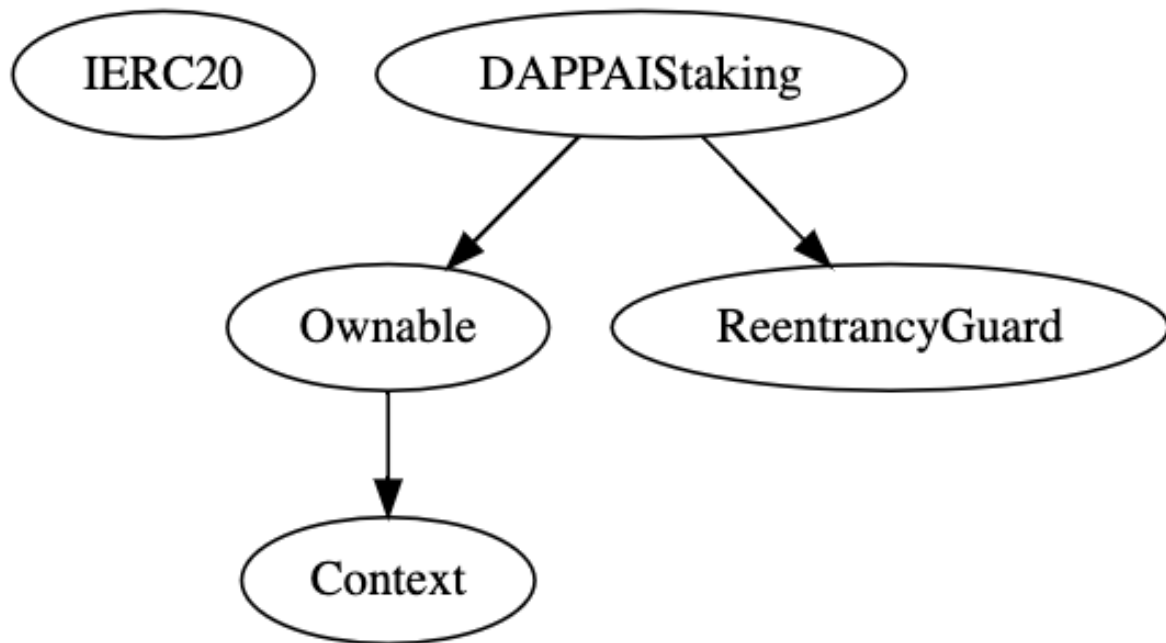 IERC20
DAPPAIStaking
Ownable
ReentrancyGuard
Context